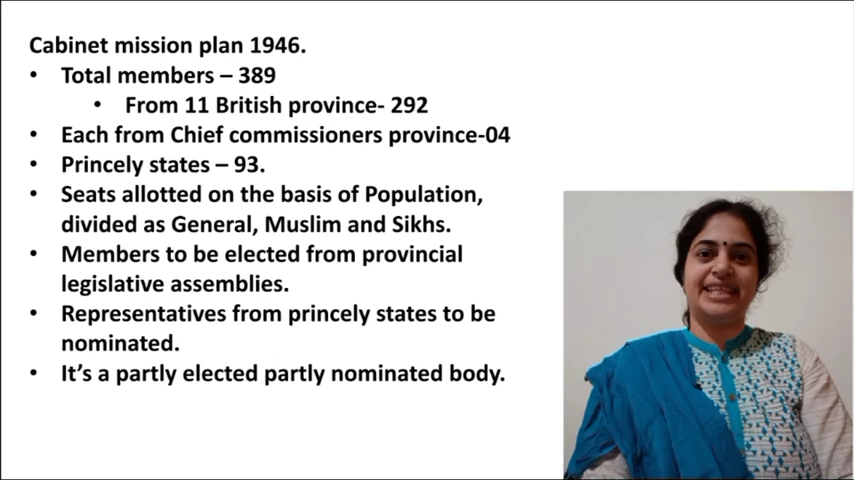 Cabinet mission plan 1946.
• Total members – 389
• From 11 British province- 292
• Each from Chief commissioners province-04
• Princely states – 93.
• Seats allotted on the basis of Population,
divided as General, Muslim and Sikhs.
• Members to be elected from provincial
legislative assemblies.
• Representatives from princely states to be
nominated.
• It’s a partly elected partly nominated body.